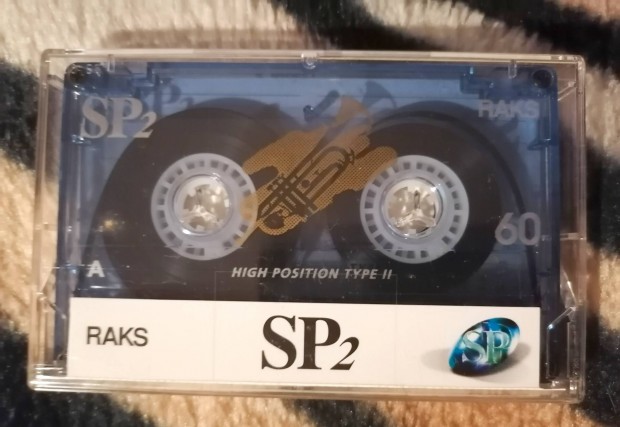 SP2
RAKS
60
A
HIGH POSITION TYPE II
RAKS
SP2
SP